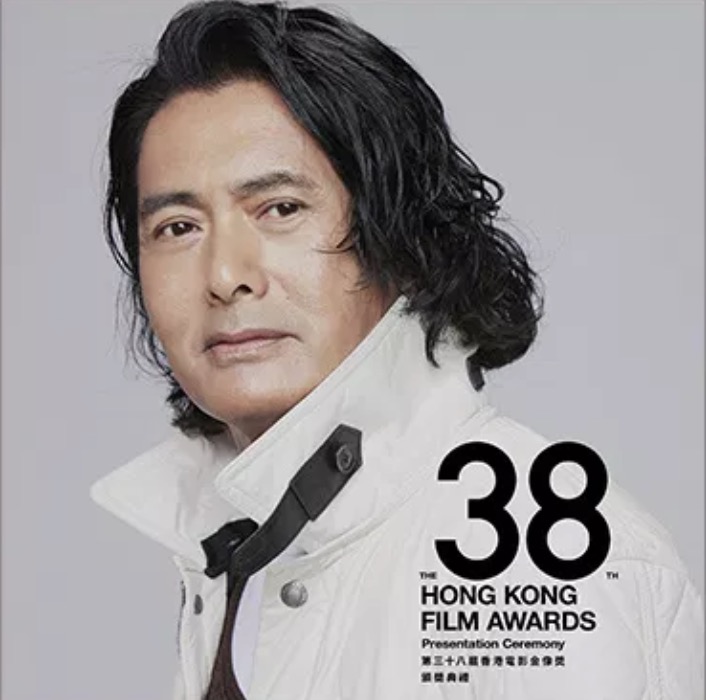 38
THE TH
HONG KONG
FILM AWARDS
Presentation Ceremony
第三十八屆香港電影金像獎
頒獎典禮